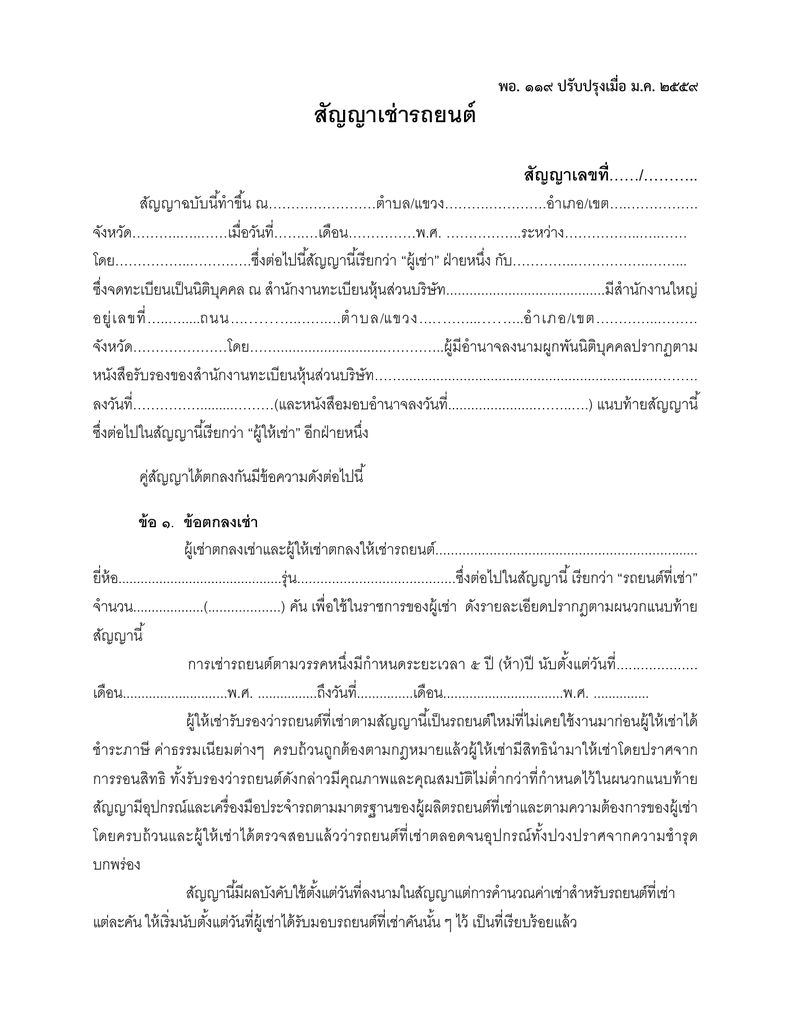 พอ. ๑๑๙ ปรับปรุงเมื่อ ม.ค. ๒๕๕๙
สัญญาเช่ารถยนต์
สัญญาเลขที่……/………..
สัญญาฉบับนี้ทำขึ้น ณ……………………ตำบล/แขวง……………………อำเภอ/เขต…..……………
จังหวัด………..…..……เมื่อวันที่…….…เดือน……………พ.ศ. ……………..ระหว่าง……………..…..……
โดย……………..………….ซึ่งต่อไปนี้สัญญานี้เรียกว่า “ผู้เช่า” ฝ่ายหนึ่ง กับ…………..……………..……...
ซึ่งจดทะเบียนเป็นนิติบุคคล ณ สำนักงานทะเบียนหุ้นส่วนบริษัท.........................................มีสำนักงานใหญ่
อยู่เลขที่…..…....ถนน…………..…..….ตำบล/แขวง…..……..………..อำเภอ/เขต…..……..………
จังหวัด…………………โดย……............................…………..ผู้มีอำนาจลงนามผูกพันนิติบุคคลปรากฏตาม
หนังสือรับรองของสำนักงานทะเบียนหุ้นส่วนบริษัท……..................................................................……….
ลงวันที่……………........………(และหนังสือมอบอำนาจลงวันที่.......................……..….) แนบท้ายสัญญานี้
ซึ่งต่อไปในสัญญานี้เรียกว่า “ผู้ให้เช่า” อีกฝ่ายหนึ่ง
คู่สัญญาได้ตกลงกันมีข้อความดังต่อไปนี้
ข้อ ๑. ข้อตกลงเช่า
ผู้เช่าตกลงเช่าและผู้ให้เช่าตกลงให้เช่ารถยนต์....................................................................
ยี่ห้อ...........................................รุ่น..........................................ซึ่งต่อไปในสัญญานี้ เรียกว่า “รถยนต์ที่เช่า”
จำนวน...................(...................) คัน เพื่อใช้ในราชการของผู้เช่า ดังรายละเอียดปรากฏตามผนวกแนบท้าย
สัญญานี้
การเช่ารถยนต์ตามวรรคหนึ่งมีกำหนดระยะเวลา ๕ ปี (ห้า)ปี นับตั้งแต่วันที่...................
เดือน............................พ.ศ. ................ถึงวันที่...............เดือน................................พ.ศ. ...............
ผู้ให้เช่ารับรองว่ารถยนต์ที่เช่าตามสัญญานี้เป็นรถยนต์ใหม่ที่ไม่เคยใช้งานมาก่อนผู้ให้เช่าได้
ชำระภาษี ค่าธรรมเนียมต่างๆ ครบถ้วนถูกต้องตามกฎหมายแล้วผู้ให้เช่ามีสิทธินำมาให้เช่าโดยปราศจาก
การรอนสิทธิ ทั้งรับรองว่ารถยนต์ดังกล่าวมีคุณภาพและคุณสมบัติไม่ต่ำกว่าที่กำหนดไว้ในผนวกแนบท้าย
สัญญามีอุปกรณ์และเครื่องมือประจำรถตามมาตรฐานของผู้ผลิตรถยนต์ที่เช่าและตามความต้องการของผู้เช่า
โดยครบถ้วนและผู้ให้เช่าได้ตรวจสอบแล้วว่ารถยนต์ที่เช่าตลอดจนอุปกรณ์ทั้งปวงปราศจากความชำรุด
บกพร่อง
สัญญานี้มีผลบังคับใช้ตั้งแต่วันที่ลงนามในสัญญาแต่การคำนวณค่าเช่าสำหรับรถยนต์ที่เช่า
แต่ละคัน ให้เริ่มนับตั้งแต่วันที่ผู้เช่าได้รับมอบรถยนต์ที่เช่าคันนั้น ๆ ไว้ เป็นที่เรียบร้อยแล้ว